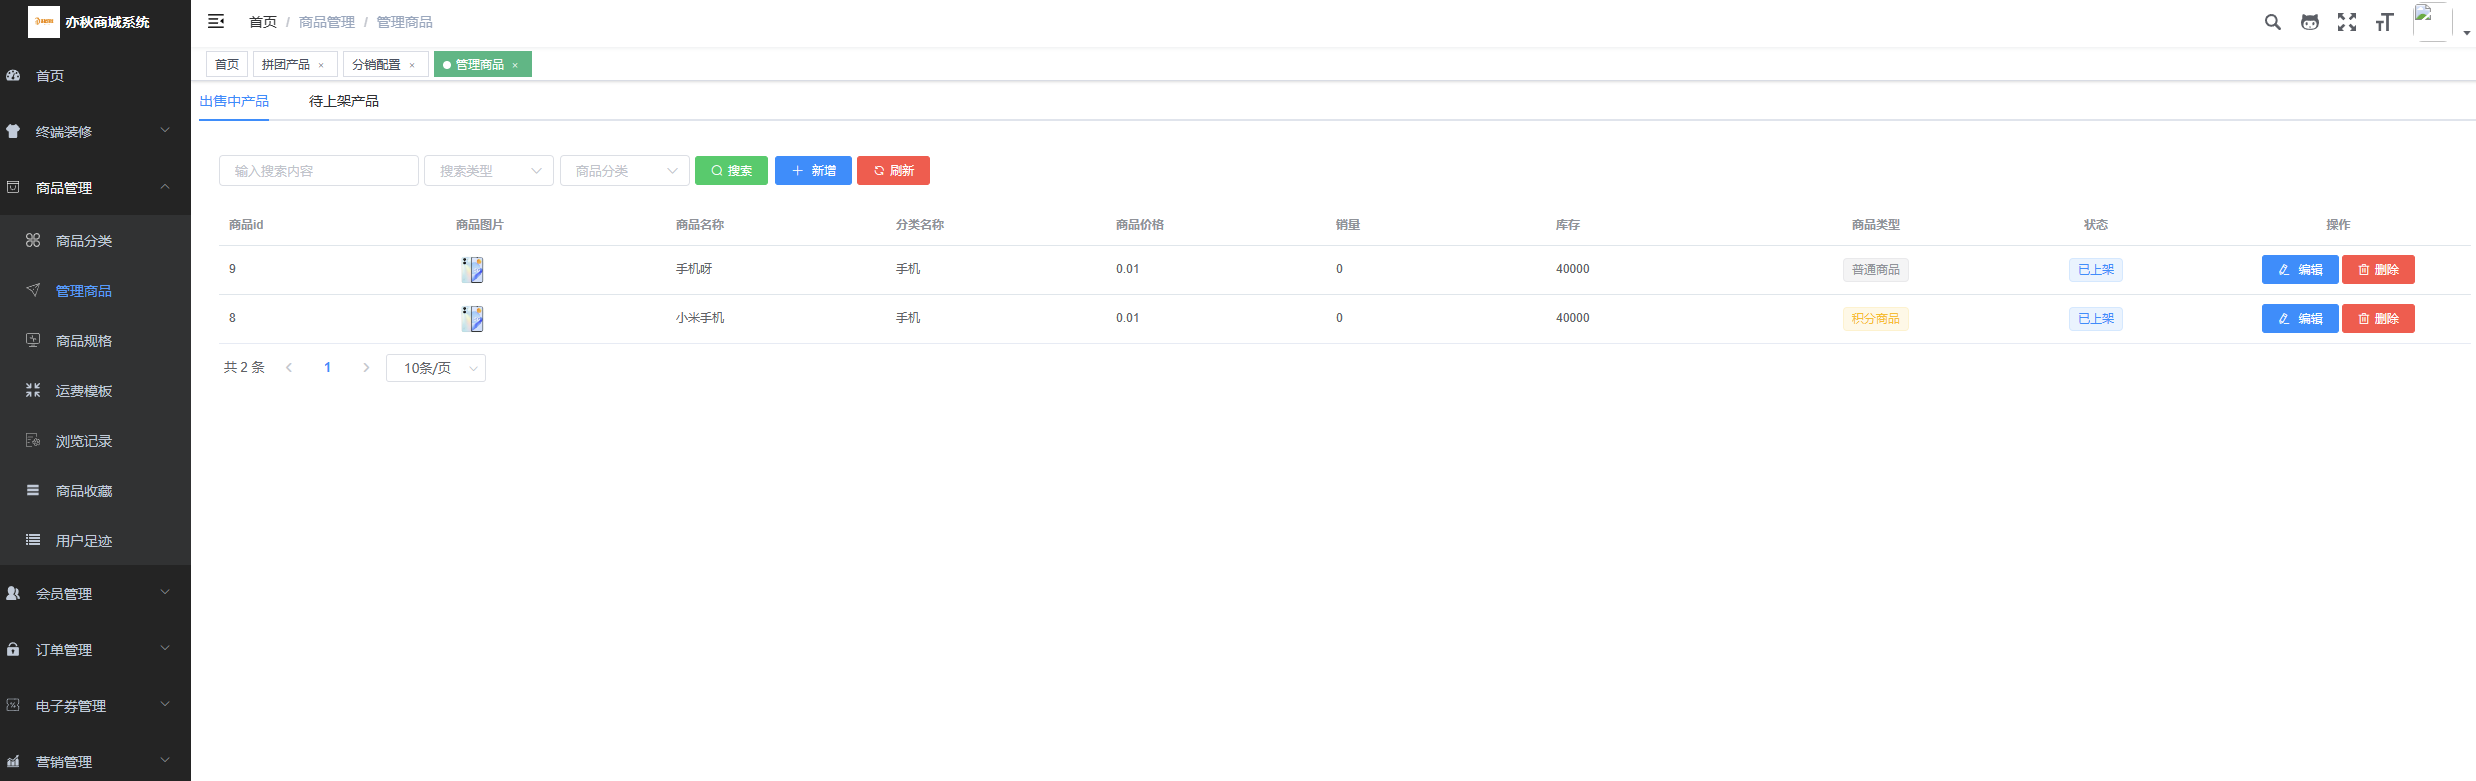 亦秋商城系统
首页 / 商品管理 / 管理商品
首页 拼团产品 × 分销配置 × 管理商品 ×
首页
终端装修
商品管理
商品分类
管理商品
商品规格
运费模板
浏览记录
商品收藏
用户足迹
会员管理
订单管理
电子券管理
营销管理
出售中产品 待上架产品
输入搜索内容 搜索类型 商品分类 搜索 新增 刷新
商品id 商品图片 商品名称 分类名称 商品价格 销量 库存 商品类型 状态 操作
9 手机呀 手机 0.01 0 40000 普通商品 已上架 编辑 删除
8 小米手机 手机 0.01 0 40000 积分商品 已上架 编辑 删除
共 2 条 1 10条/页